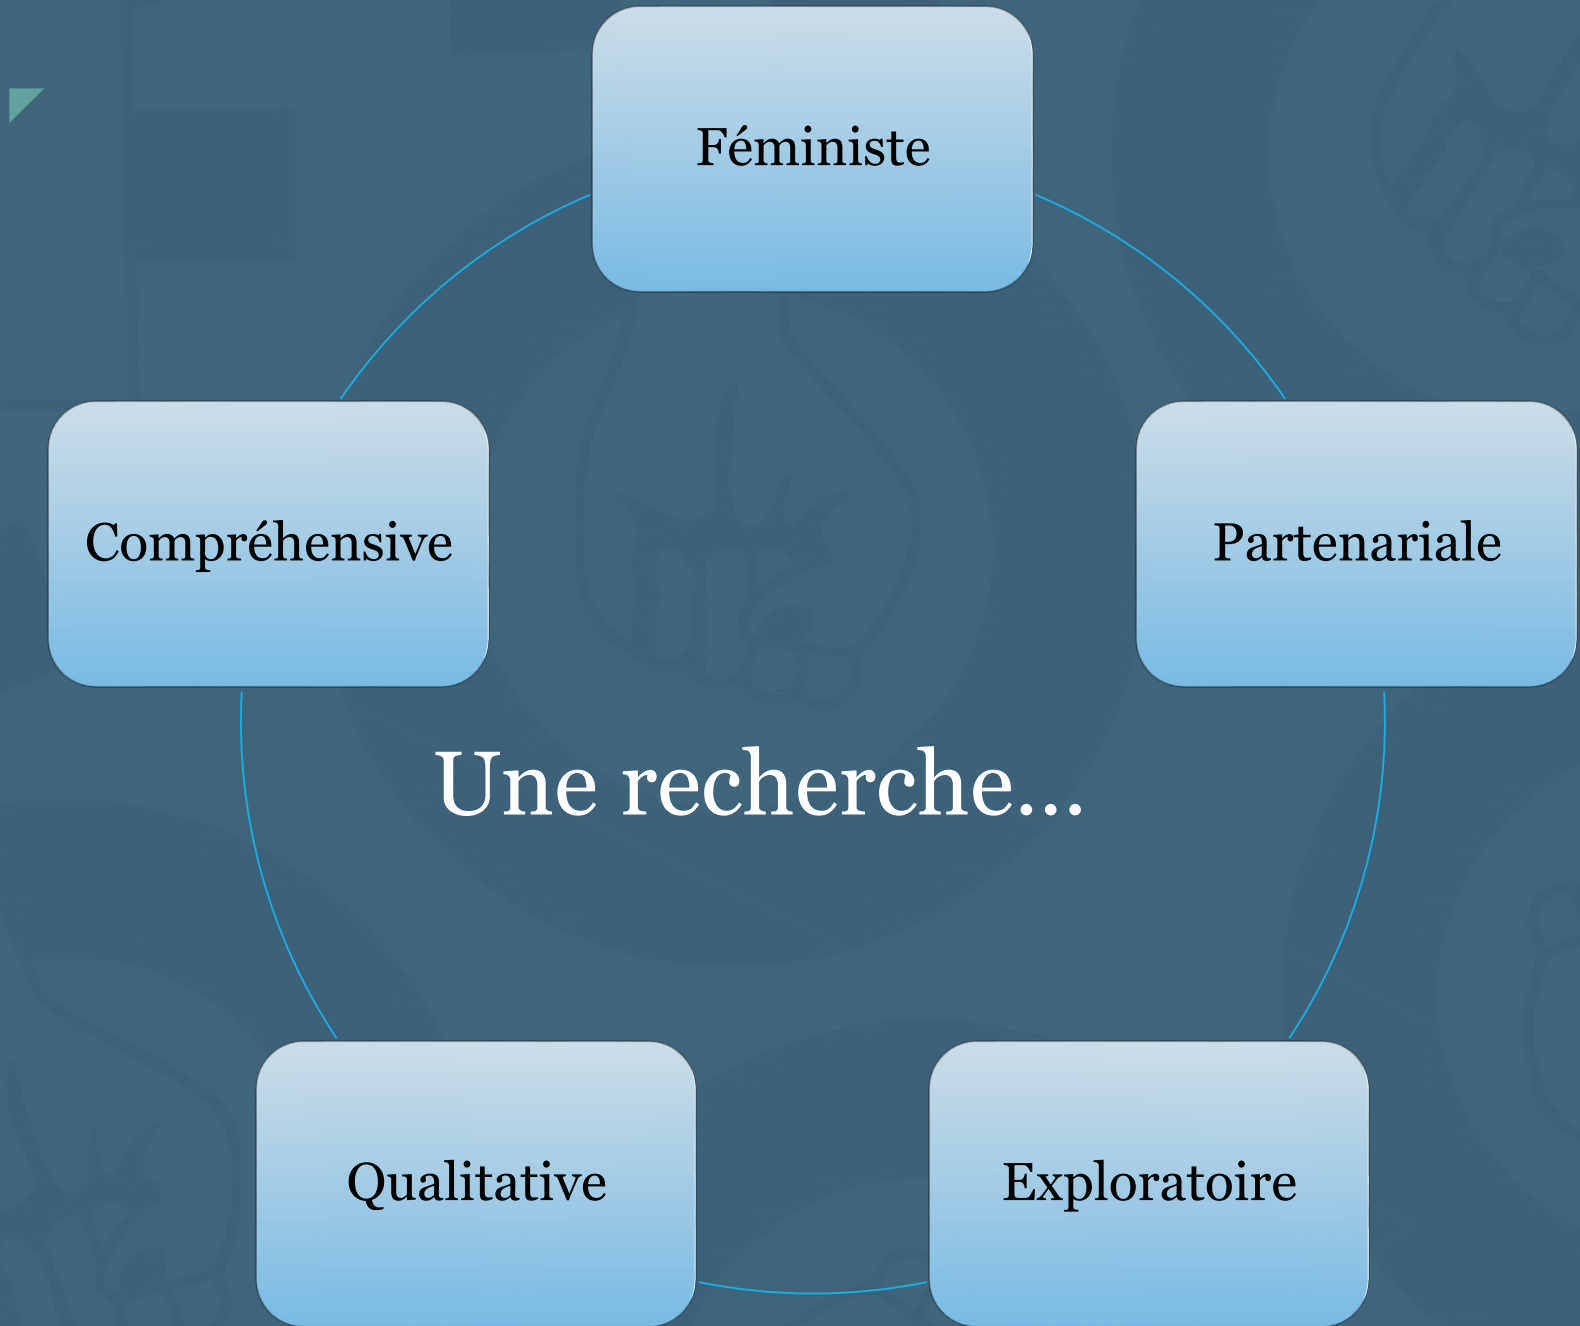 Féministe
Compréhensive
Partenariale
Une recherche...
Qualitative
Exploratoire